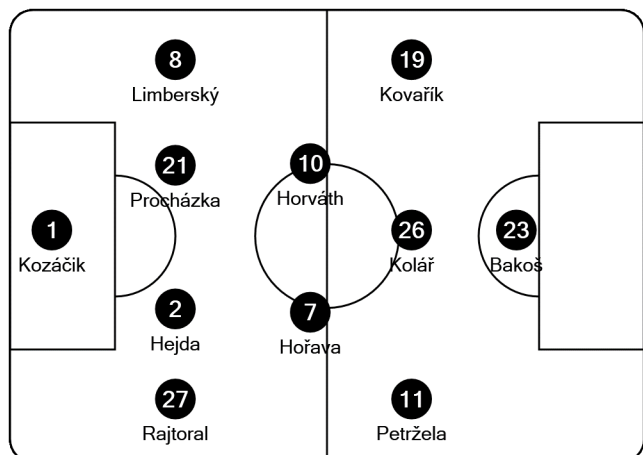 8
Limberský
19
Kovařík
21
Procházka
10
Horváth
1
Kozáčik
26
Kolář
23
Bakoš
2
Hejda
7
Hořava
27
Rajtoral
11
Petržela